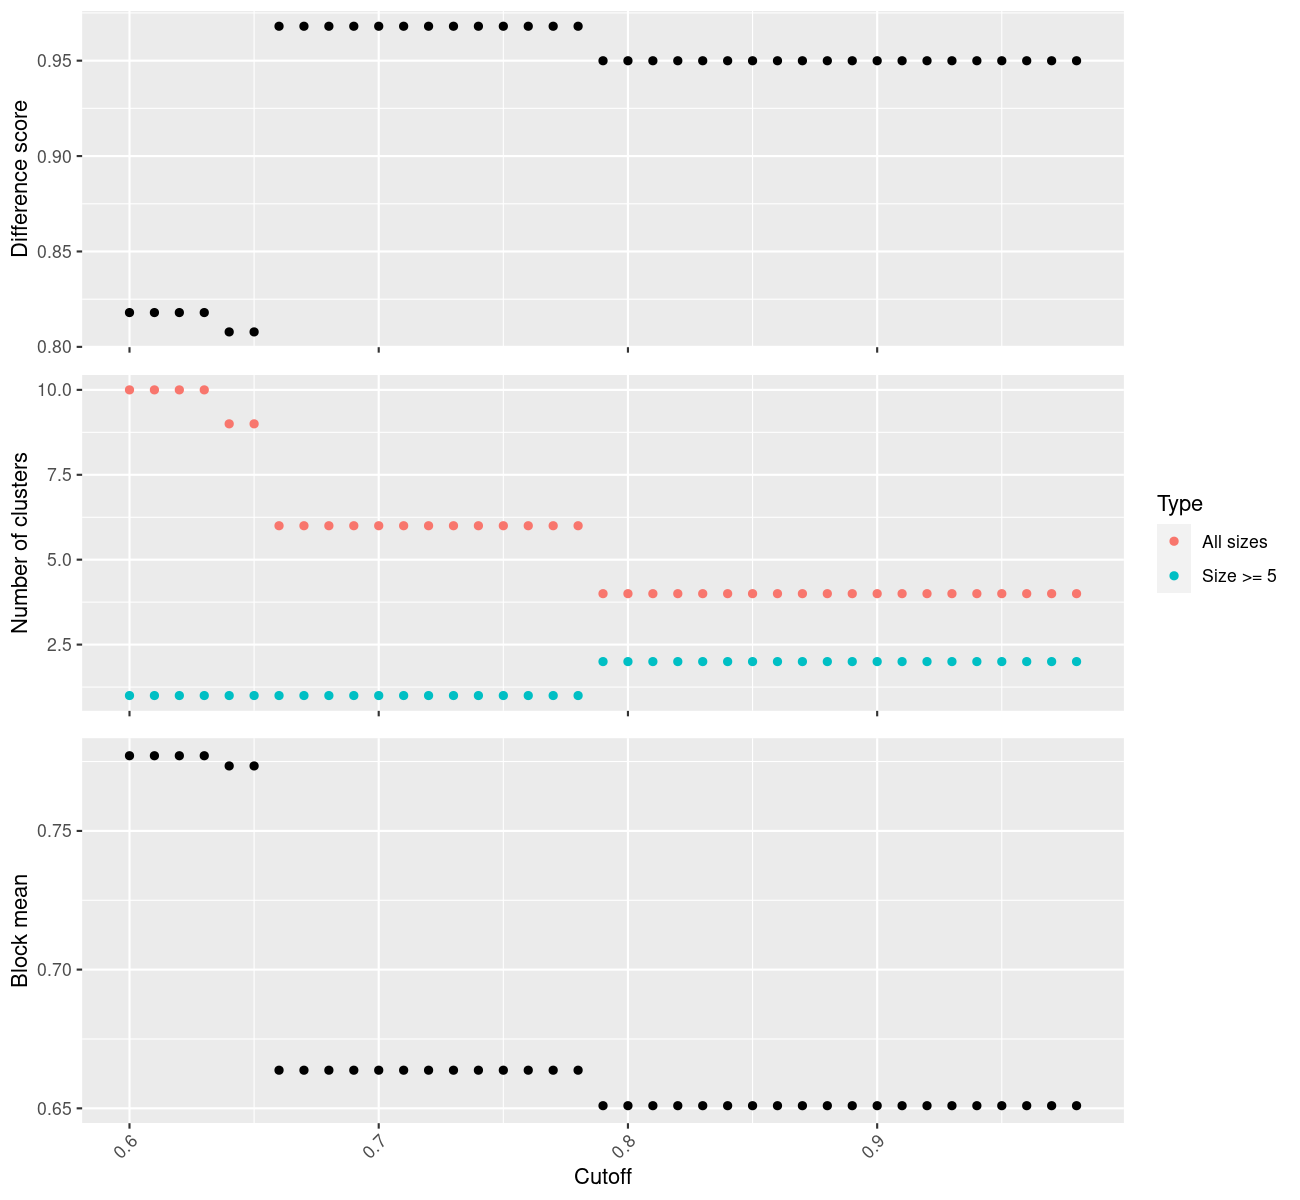 Difference score
0.95
0.90
0.85
0.80
Number of clusters
10.0
7.5
5.0
2.5
Type
All sizes
Size >= 5
Block mean
0.75
0.70
0.65
0.6
0.7
0.8
0.9
Cutoff